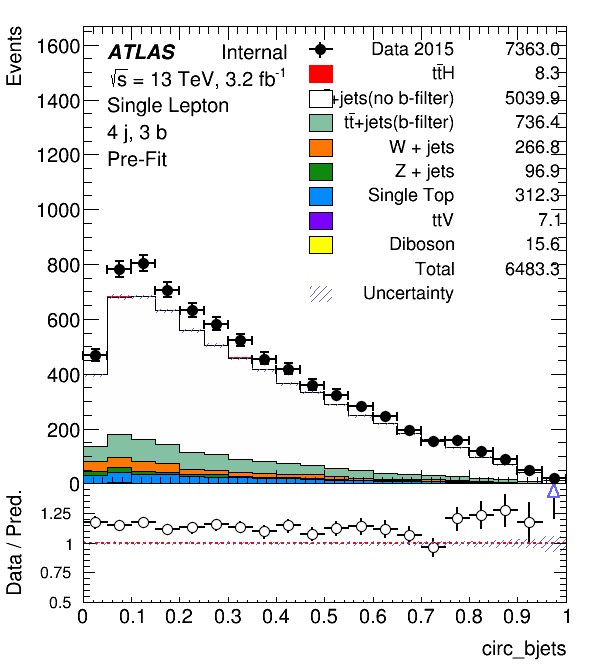 Events
1600
1400
1200
1000
800
600
400
200
0
ATLAS Internal
√s = 13 TeV, 3.2 fb-1
Single Lepton
4 j, 3 b
Pre-Fit
Data 2015 7363.0
tt̄H 8.3
+jets(no b-filter) 5039.9
tt̄+jets(b-filter) 736.4
W + jets 266.8
Z + jets 96.9
Single Top 312.3
ttV 7.1
Diboson 15.6
Total 6483.3
Uncertainty
Data / Pred.
1.25
1
0.75
0.5
0 0.1 0.2 0.3 0.4 0.5 0.6 0.7 0.8 0.9 1
circ_bjets